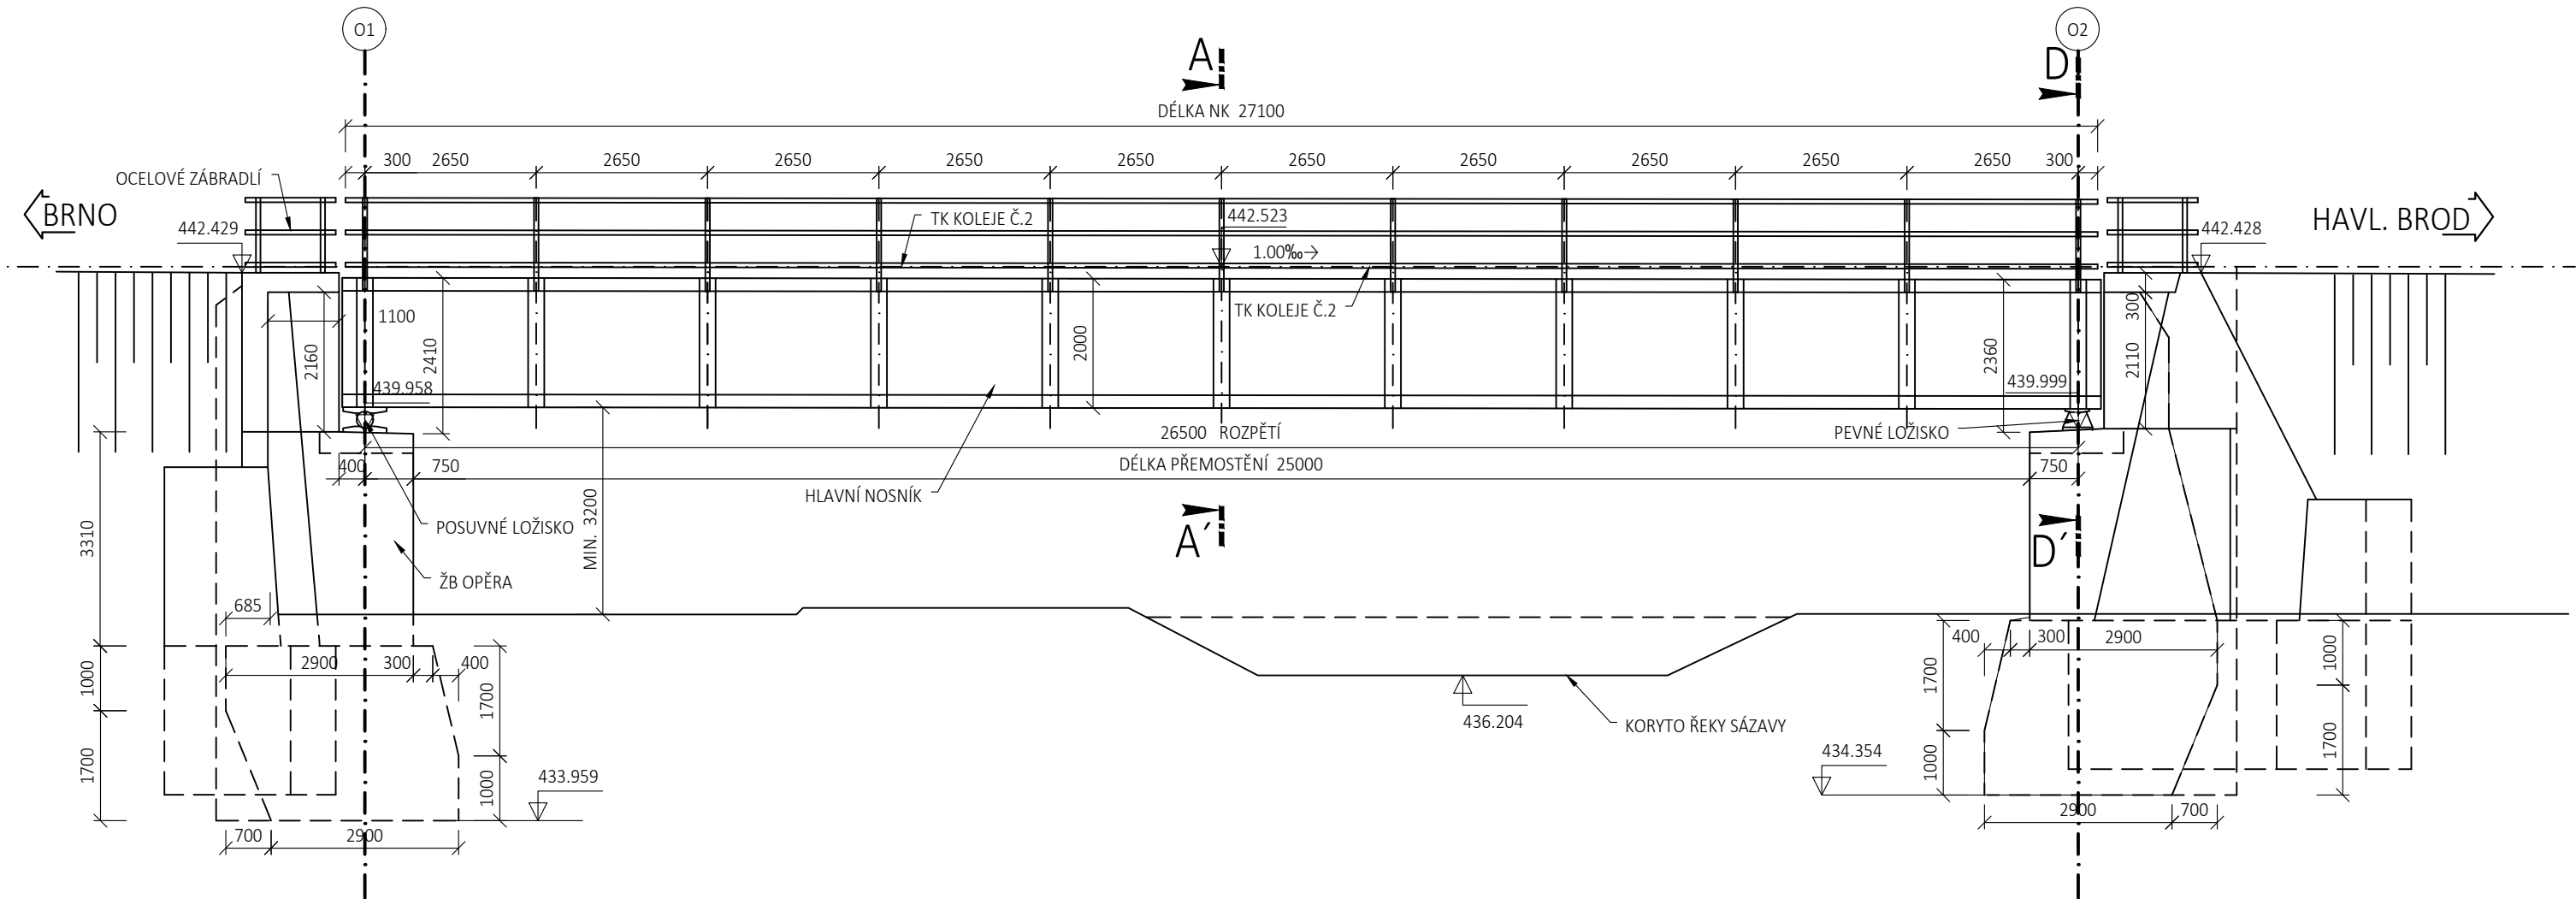 O1
O2
A
D
DÉLKA NK 27100
300 2650 2650 2650 2650 2650 2650 2650 2650 2650 2650 300
OCELOVÉ ZÁBRADLÍ
BRNO
TK KOLEJE Č.2
442.523
HAVL. BROD
442.429
442.428
1.00‰→
TK KOLEJE Č.2
1100
2160
2410
2000
2360
300
2110
439.958
439.999
26500 ROZPĚTÍ
PEVNÉ LOŽISKO
400
750
DÉLKA PŘEMOSTĚNÍ 25000
750
HLAVNÍ NOSNÍK
POSUVNÉ LOŽISKO
MIN. 3200
A´
D´
3310
ŽB OPĚRA
685
2900 300 400
400 300 2900
1000
1700
1700
1000
436.204
KORYTO ŘEKY SÁZAVY
434.354
1700
1000
433.959
1000
1700
700 2900
2900 700